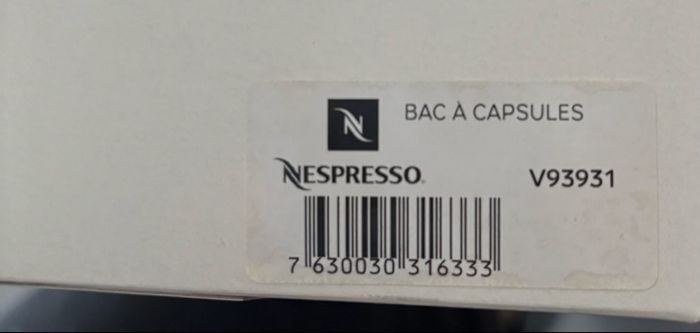 N
BAC À CAPSULES
NESPRESSO.
V93931
7 630030 316333